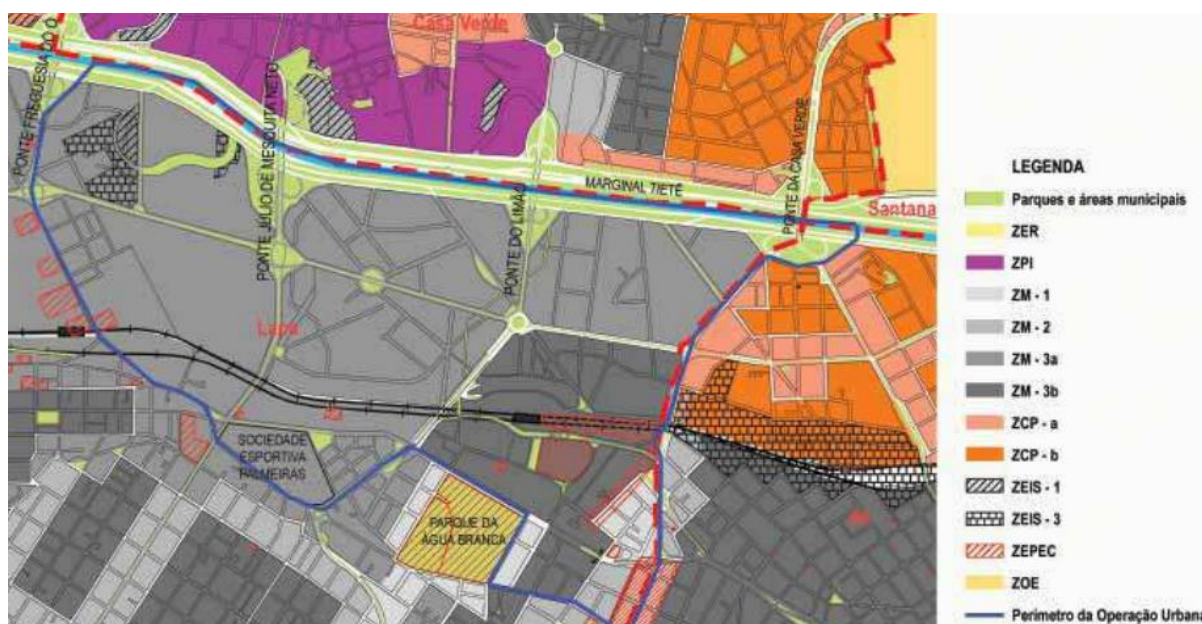 Casa Verde
PONTE FREGUESIA DO Ó
PONTE JÚLIO DE MESQUITA NETO
PONTE DO LIMÃO
PONTE DA CASA VERDE
MARGINAL TIETÊ
Santana
Lapa
SOCIEDADE
ESPORTIVA
PALMEIRAS
PARQUE DA
ÁGUA BRANCA
LEGENDA
Parques e áreas municipais
ZER
ZPI
ZM - 1
ZM - 2
ZM - 3a
ZM - 3b
ZCP - a
ZCP - b
ZEIS - 1
ZEIS - 3
ZEPEC
ZOE
Perímetro da Operação Urbana